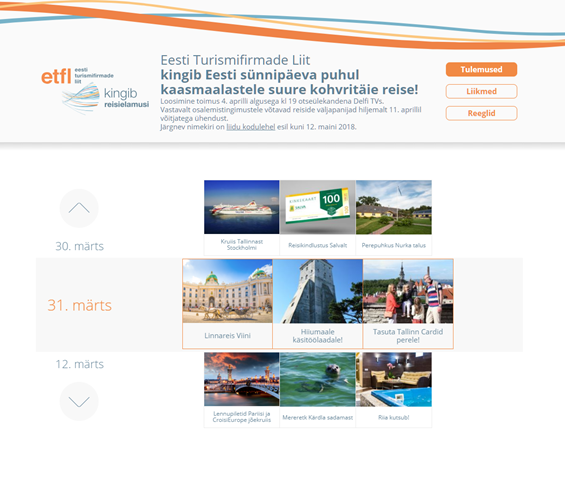 etfl eesti
turismifirmade
liit
kingib
reisielamusi
Eesti Turismifirmade Liit
kingib Eesti sünnipäeva puhul
kaasmaalastele suure kohvritäie reise!
Loosimine toimus 4. aprilli algusega kl 19 otseülekandena Delfi TVs.
Vastavalt osalemistingimustele võtavad reiside väljapanijad hiljemalt 11. aprillil
võitjatega ühendust.
Järgnev nimekiri on liidu kodulehel esil kuni 12. maini 2018.
Tulemused
Liikmed
Reeglid
30. märts
KINKEKAART
SALVA
100
Kruiis Tallinnast
Stockholmi
Reisikindlustus Salvalt
Perepuhkus Nurka talus
31. märts
Linnareis Viini
Hiiumaale
käsitöölaadale!
Tasuta Tallinn Cardid
perele!
12. märts
Lennupiletid Pariisi ja
CroisiEurope jõekruiis
Mereretk Kärdla sadamast
Riia kutsub!